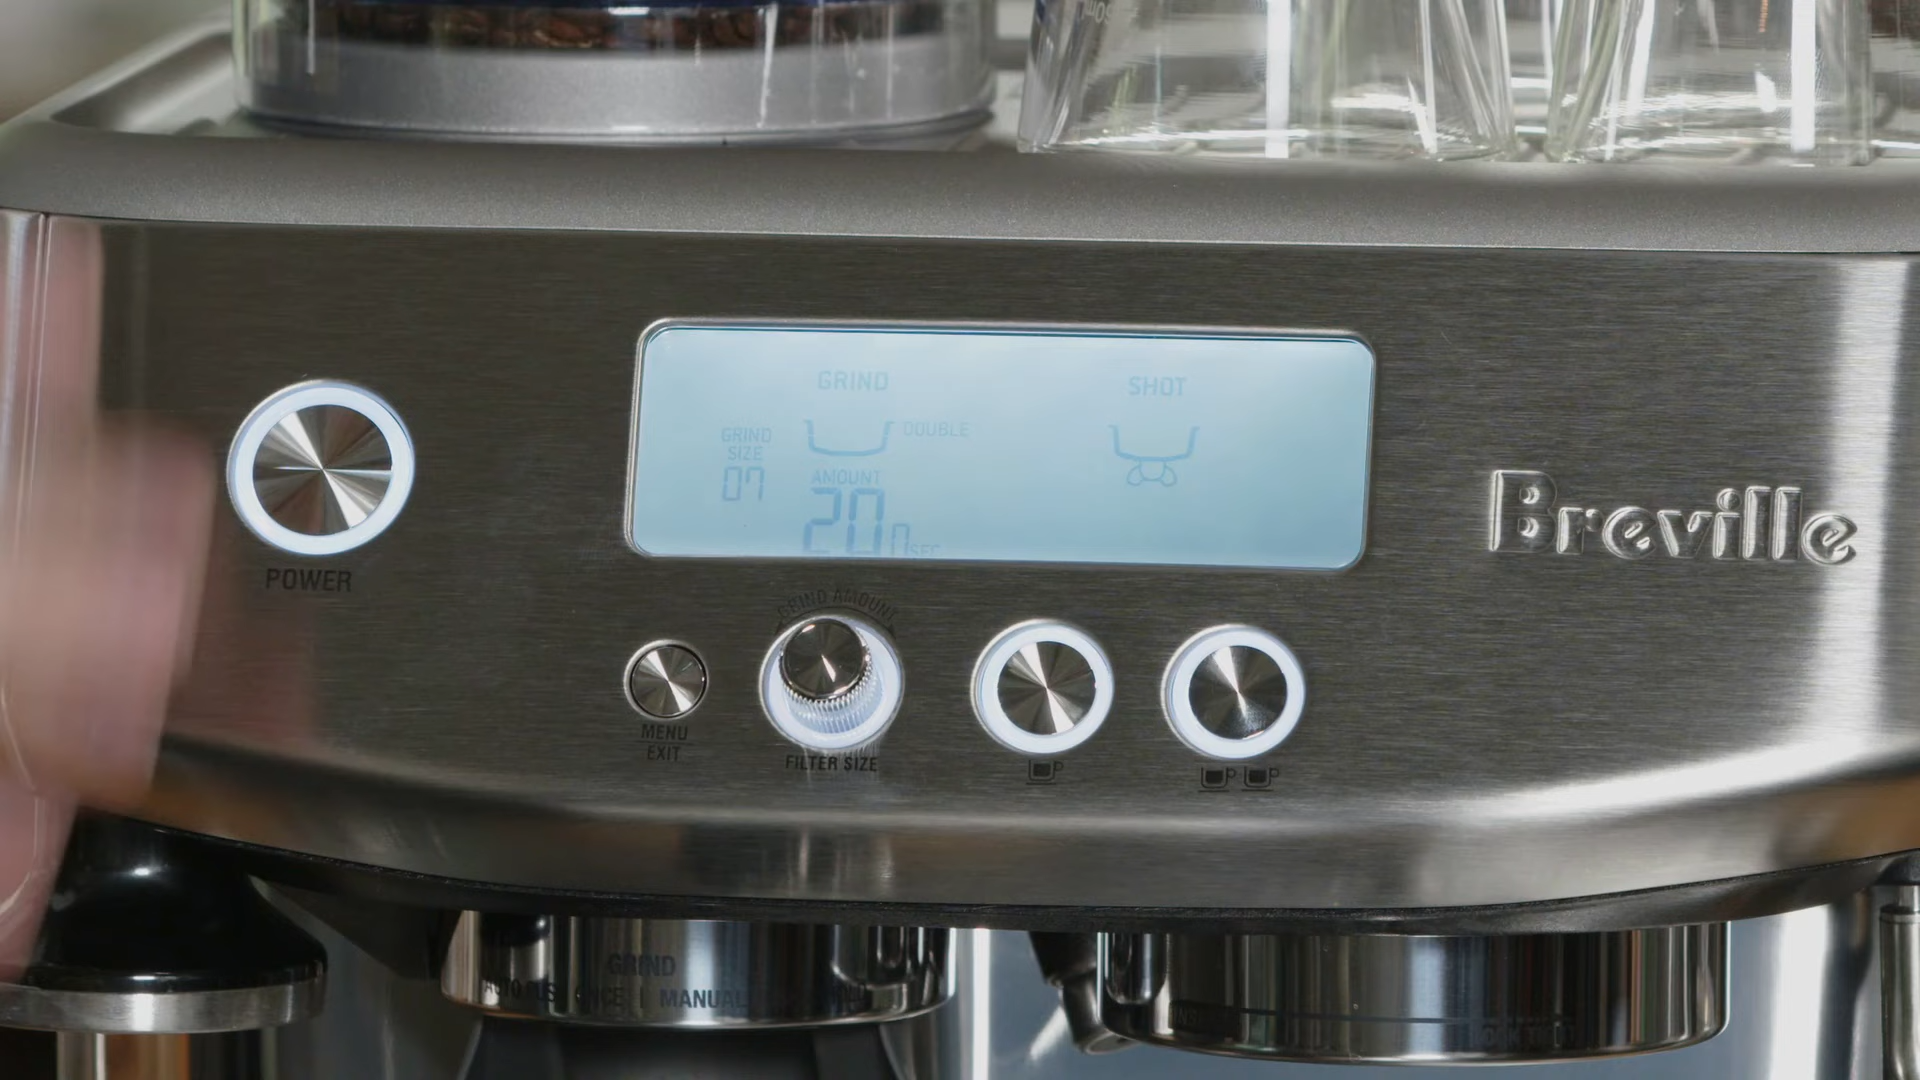 GRIND
SHOT
DOUBLE
GRIND
SIZE
07
AMOUNT
20.0 SEC
Breville
POWER
GRIND AMOUNT
MENU
EXIT
FILTER SIZE
GRIND
MANUAL